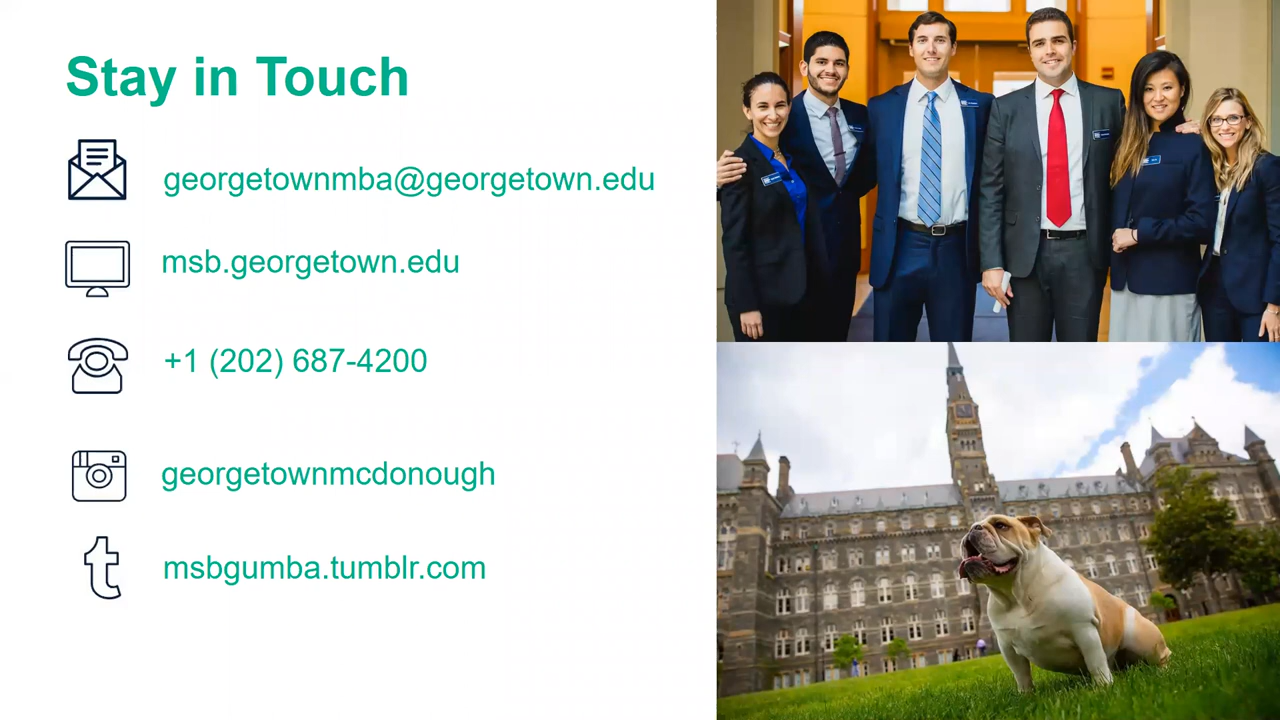 Stay in Touch
georgetownmba@georgetown.edu
msb.georgetown.edu
+1 (202) 687-4200
georgetownmcdonough
msbgumba.tumblr.com